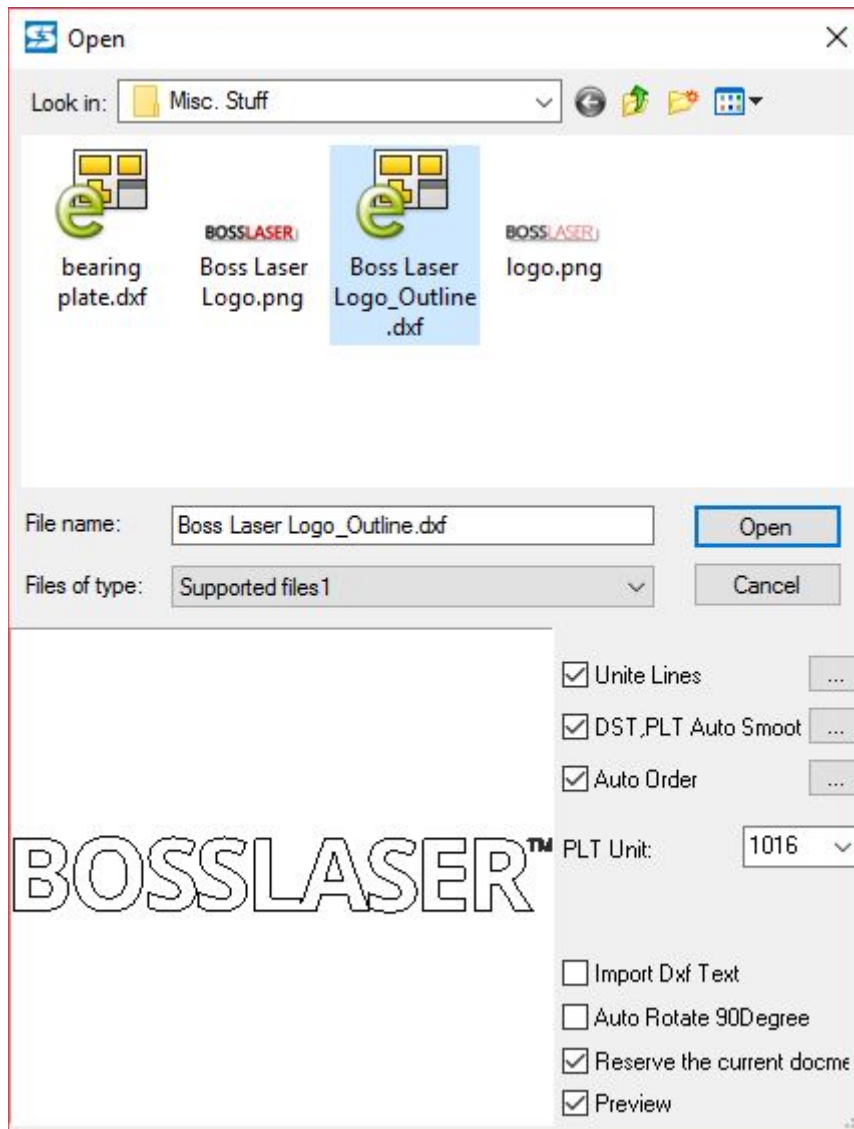 Open
Look in: Misc. Stuff
BOSSLASER
BOSSLASER
bearing
plate.dxf
Boss Laser
Logo.png
Boss Laser
Logo_Outline
.dxf
logo.png
File name: Boss Laser Logo_Outline.dxf Open
Files of type: Supported files1 Cancel
Unite Lines ...
DST,PLT Auto Smoot ...
Auto Order ...
BOSSLASER™
PLT Unit: 1016
Import Dxf Text
Auto Rotate 90Degree
Reserve the current docme
Preview